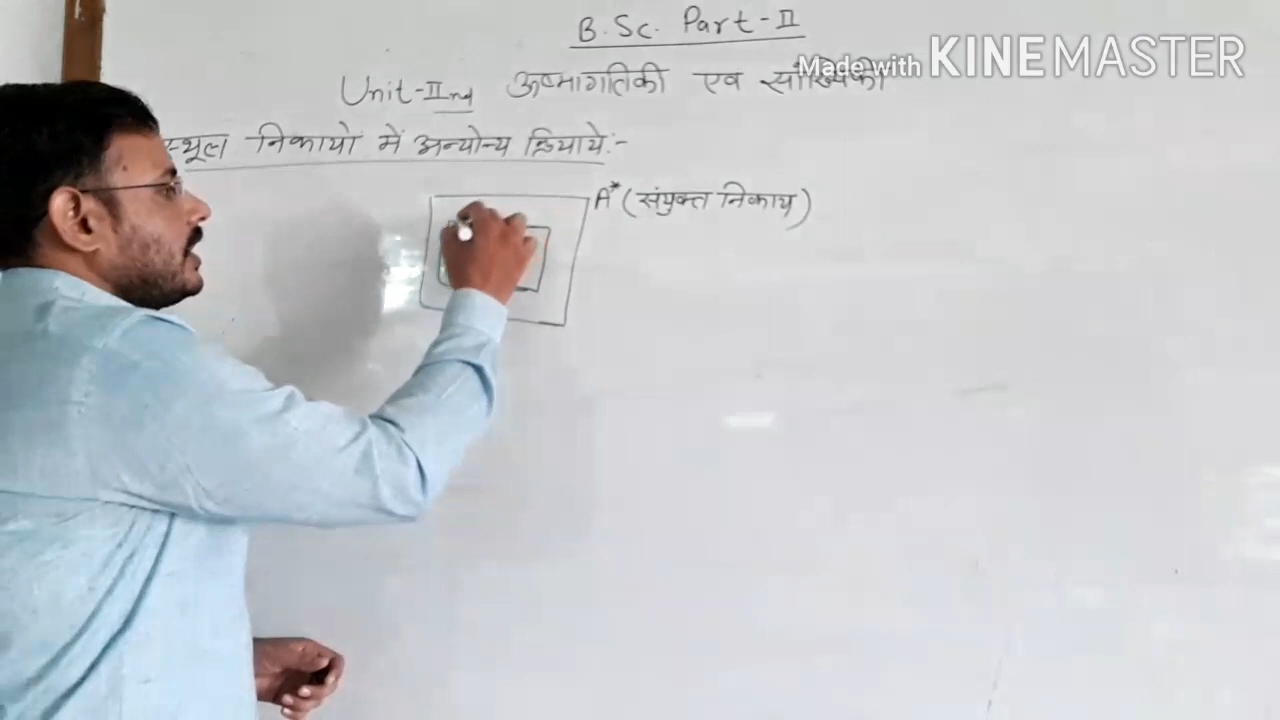 B.Sc. Part-II
Made with KINEMASTER
Unit-IInd ऊष्मागतिकी एव सांख्यिकी
स्थूल निकायो में अन्योन्य क्रियाये:-
A* (संयुक्त निकाय)